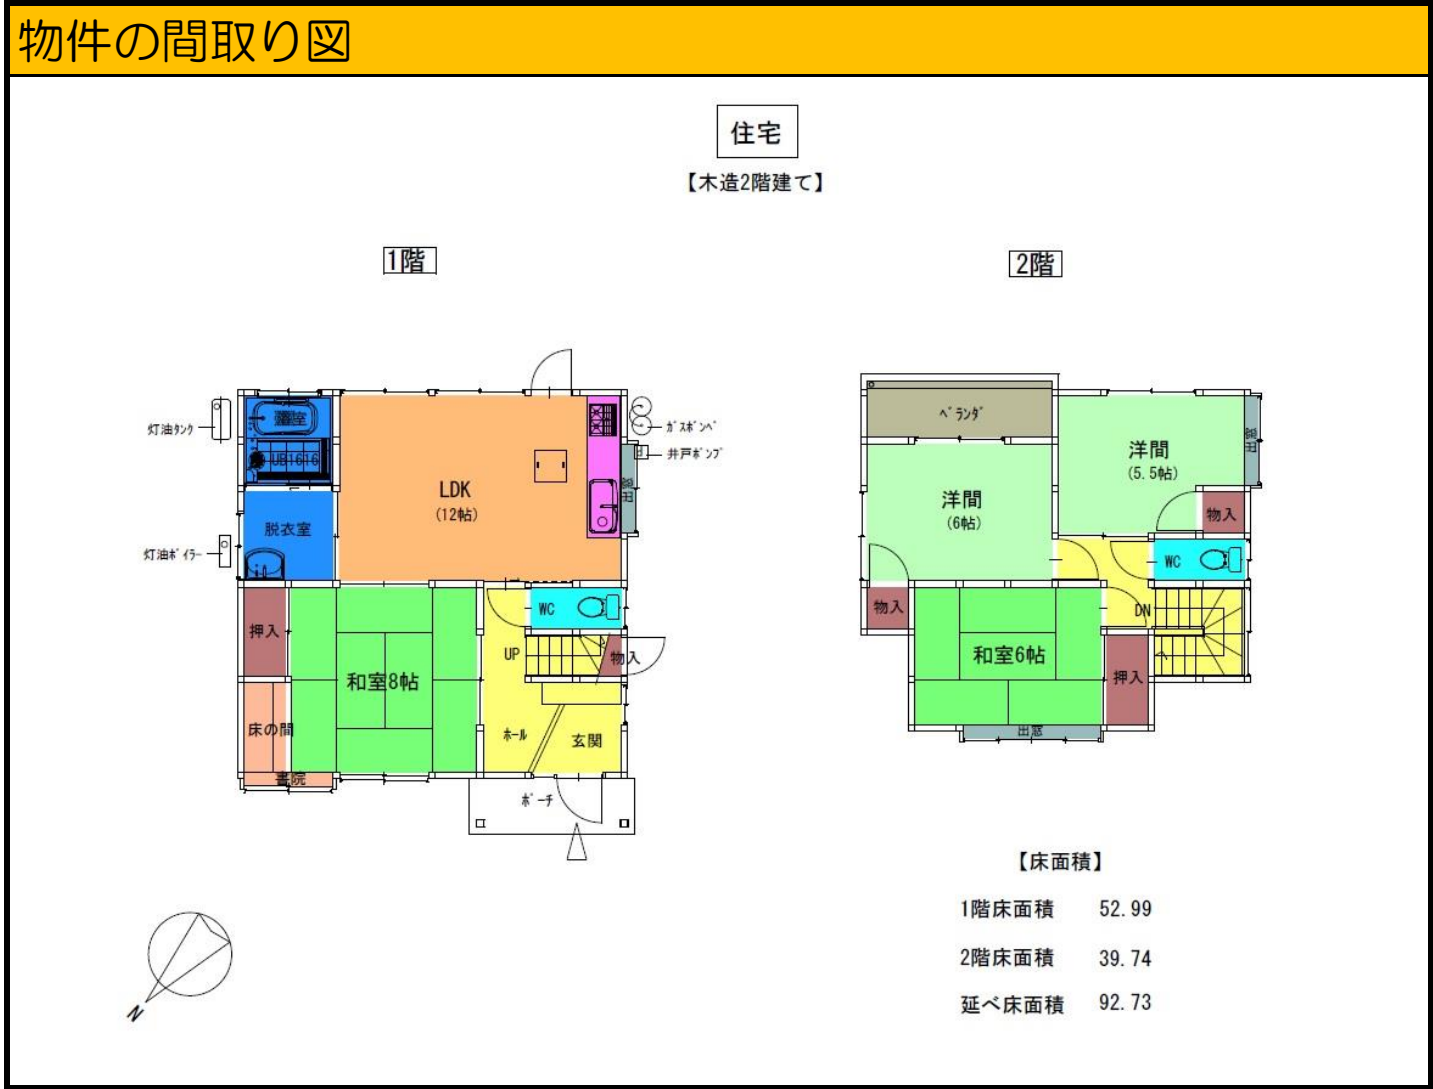 物件の間取り図
住宅
【木造2階建て】
1階
2階
灯油タンク
浴室
UB1616
LDK
(12帖)
ガスボンベ
井戸ポンプ
出窓
脱衣室
灯油ボイラー
押入
和室8帖
WC
UP
物入
床の間
書院
ホール
玄関
ポーチ
ベランダ
洋間
(5.5帖)
出窓
洋間
(6帖)
物入
WC
物入
DN
和室6帖
押入
出窓
【床面積】
1階床面積 52.99
2階床面積 39.74
延べ床面積 92.73
N